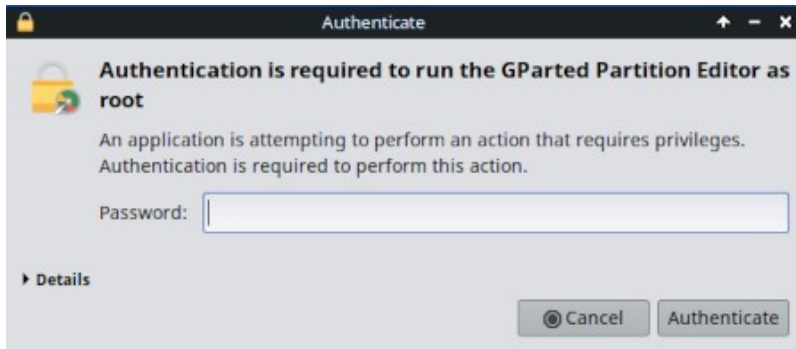 Authenticate
Authentication is required to run the GParted Partition Editor as
root
An application is attempting to perform an action that requires privileges.
Authentication is required to perform this action.
Password:
Details
Cancel Authenticate